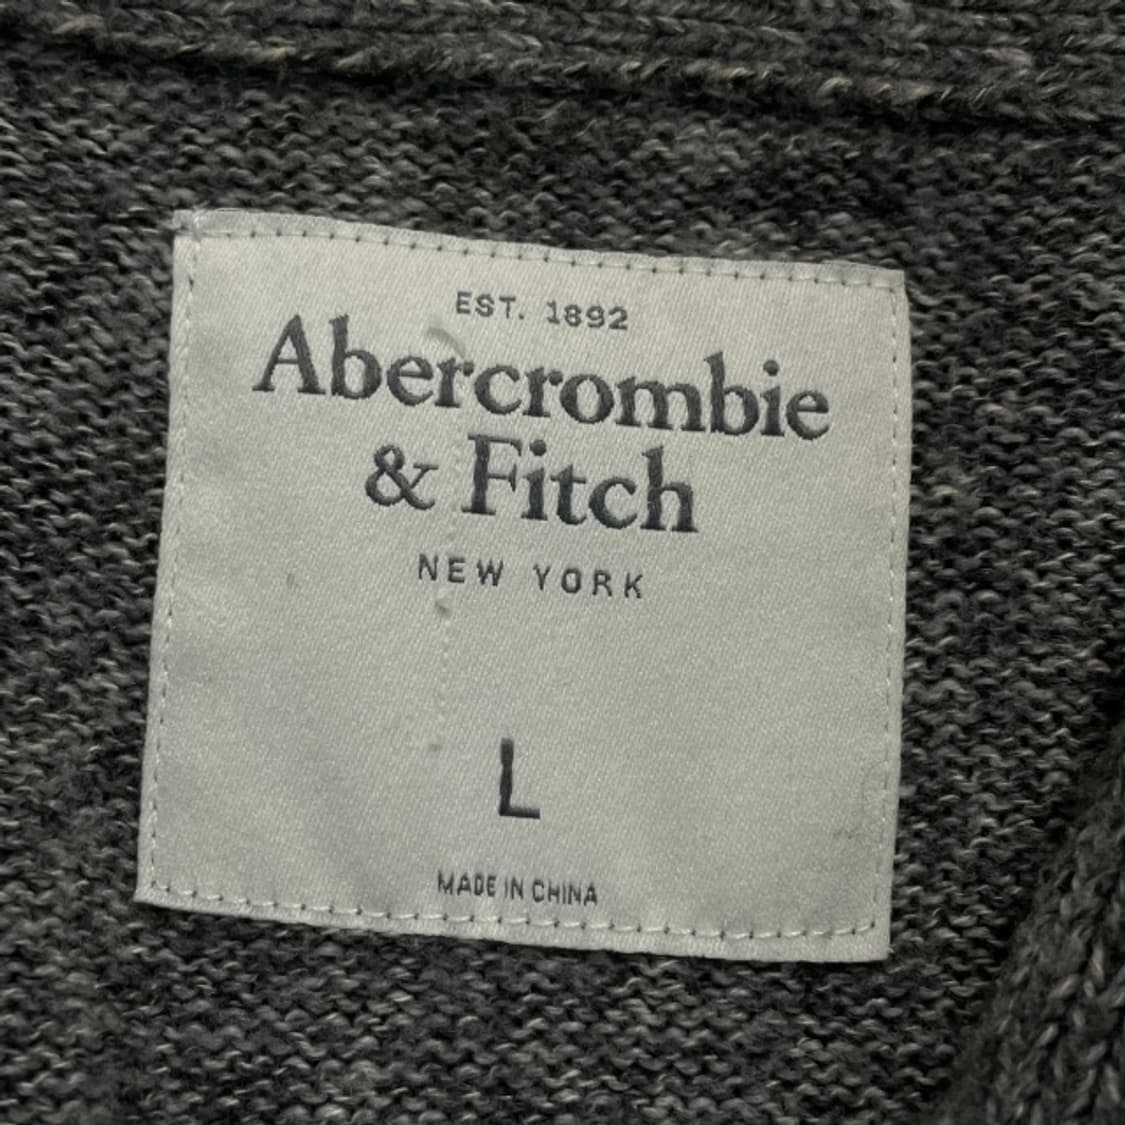 EST. 1892
Abercrombie
& Fitch
NEW YORK
L
MADE IN CHINA